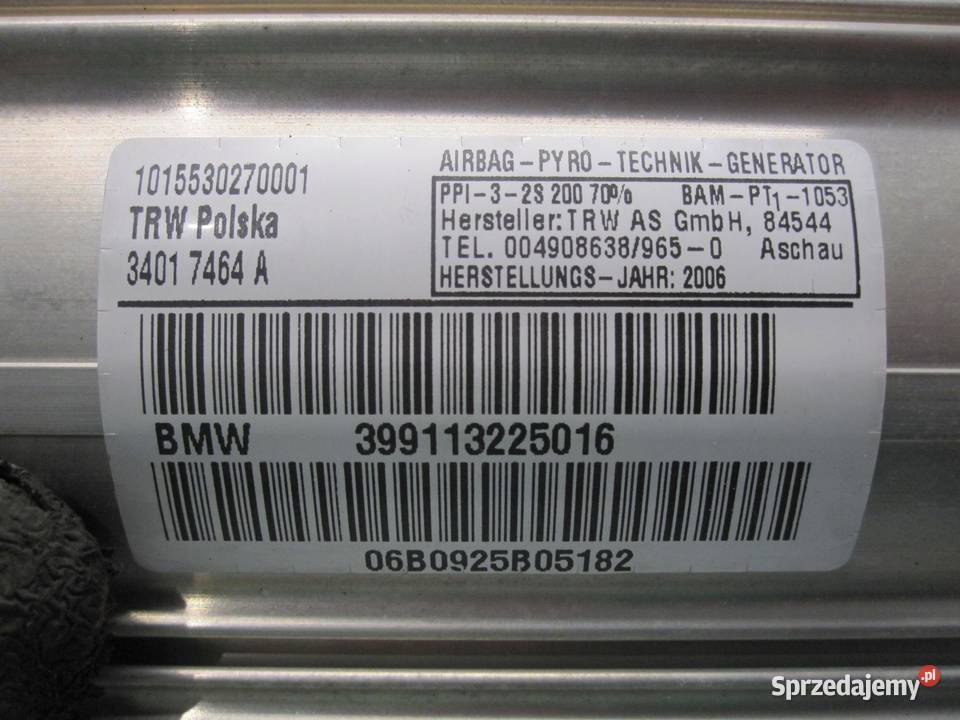 1015530270001
TRW Polska
3401 7464 A
AIRBAG-PYRO-TECHNIK-GENERATOR
PPI-3-2S 200 70% BAM-PT1-1053
Hersteller: TRW AS GmbH, 84544
TEL. 004908638/965-0 Aschau
HERSTELLUNGS-JAHR: 2006
BMW 399113225016
06B0925B05182
Sprzedajemy.pl